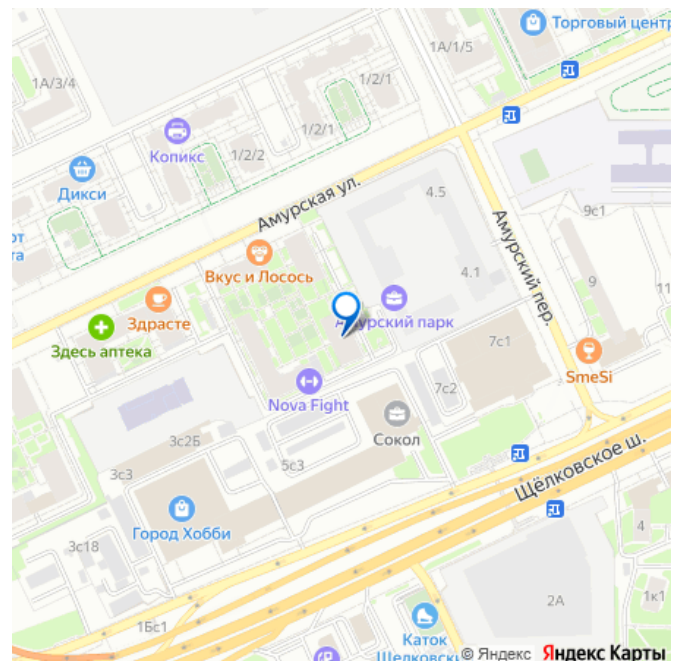 Торговый центр
1А/1/5
1А/3/4
1/2/1
Копикс
1/2/1
1/2/2
Дикси
Амурская ул.
4.5
9с1
Вкус и Лосось
Амурский пер.
4.1
9
11
Здрасте
Амурский парк
Здесь аптека
7с1
SmeSi
Nova Fight
7с2
Сокол
3с2Б
5с3
3с3
Щёлковское ш.
Город Хобби
3с18
4
2А
1к1
1Бс1
Каток
© Яндекс Яндекс Карты